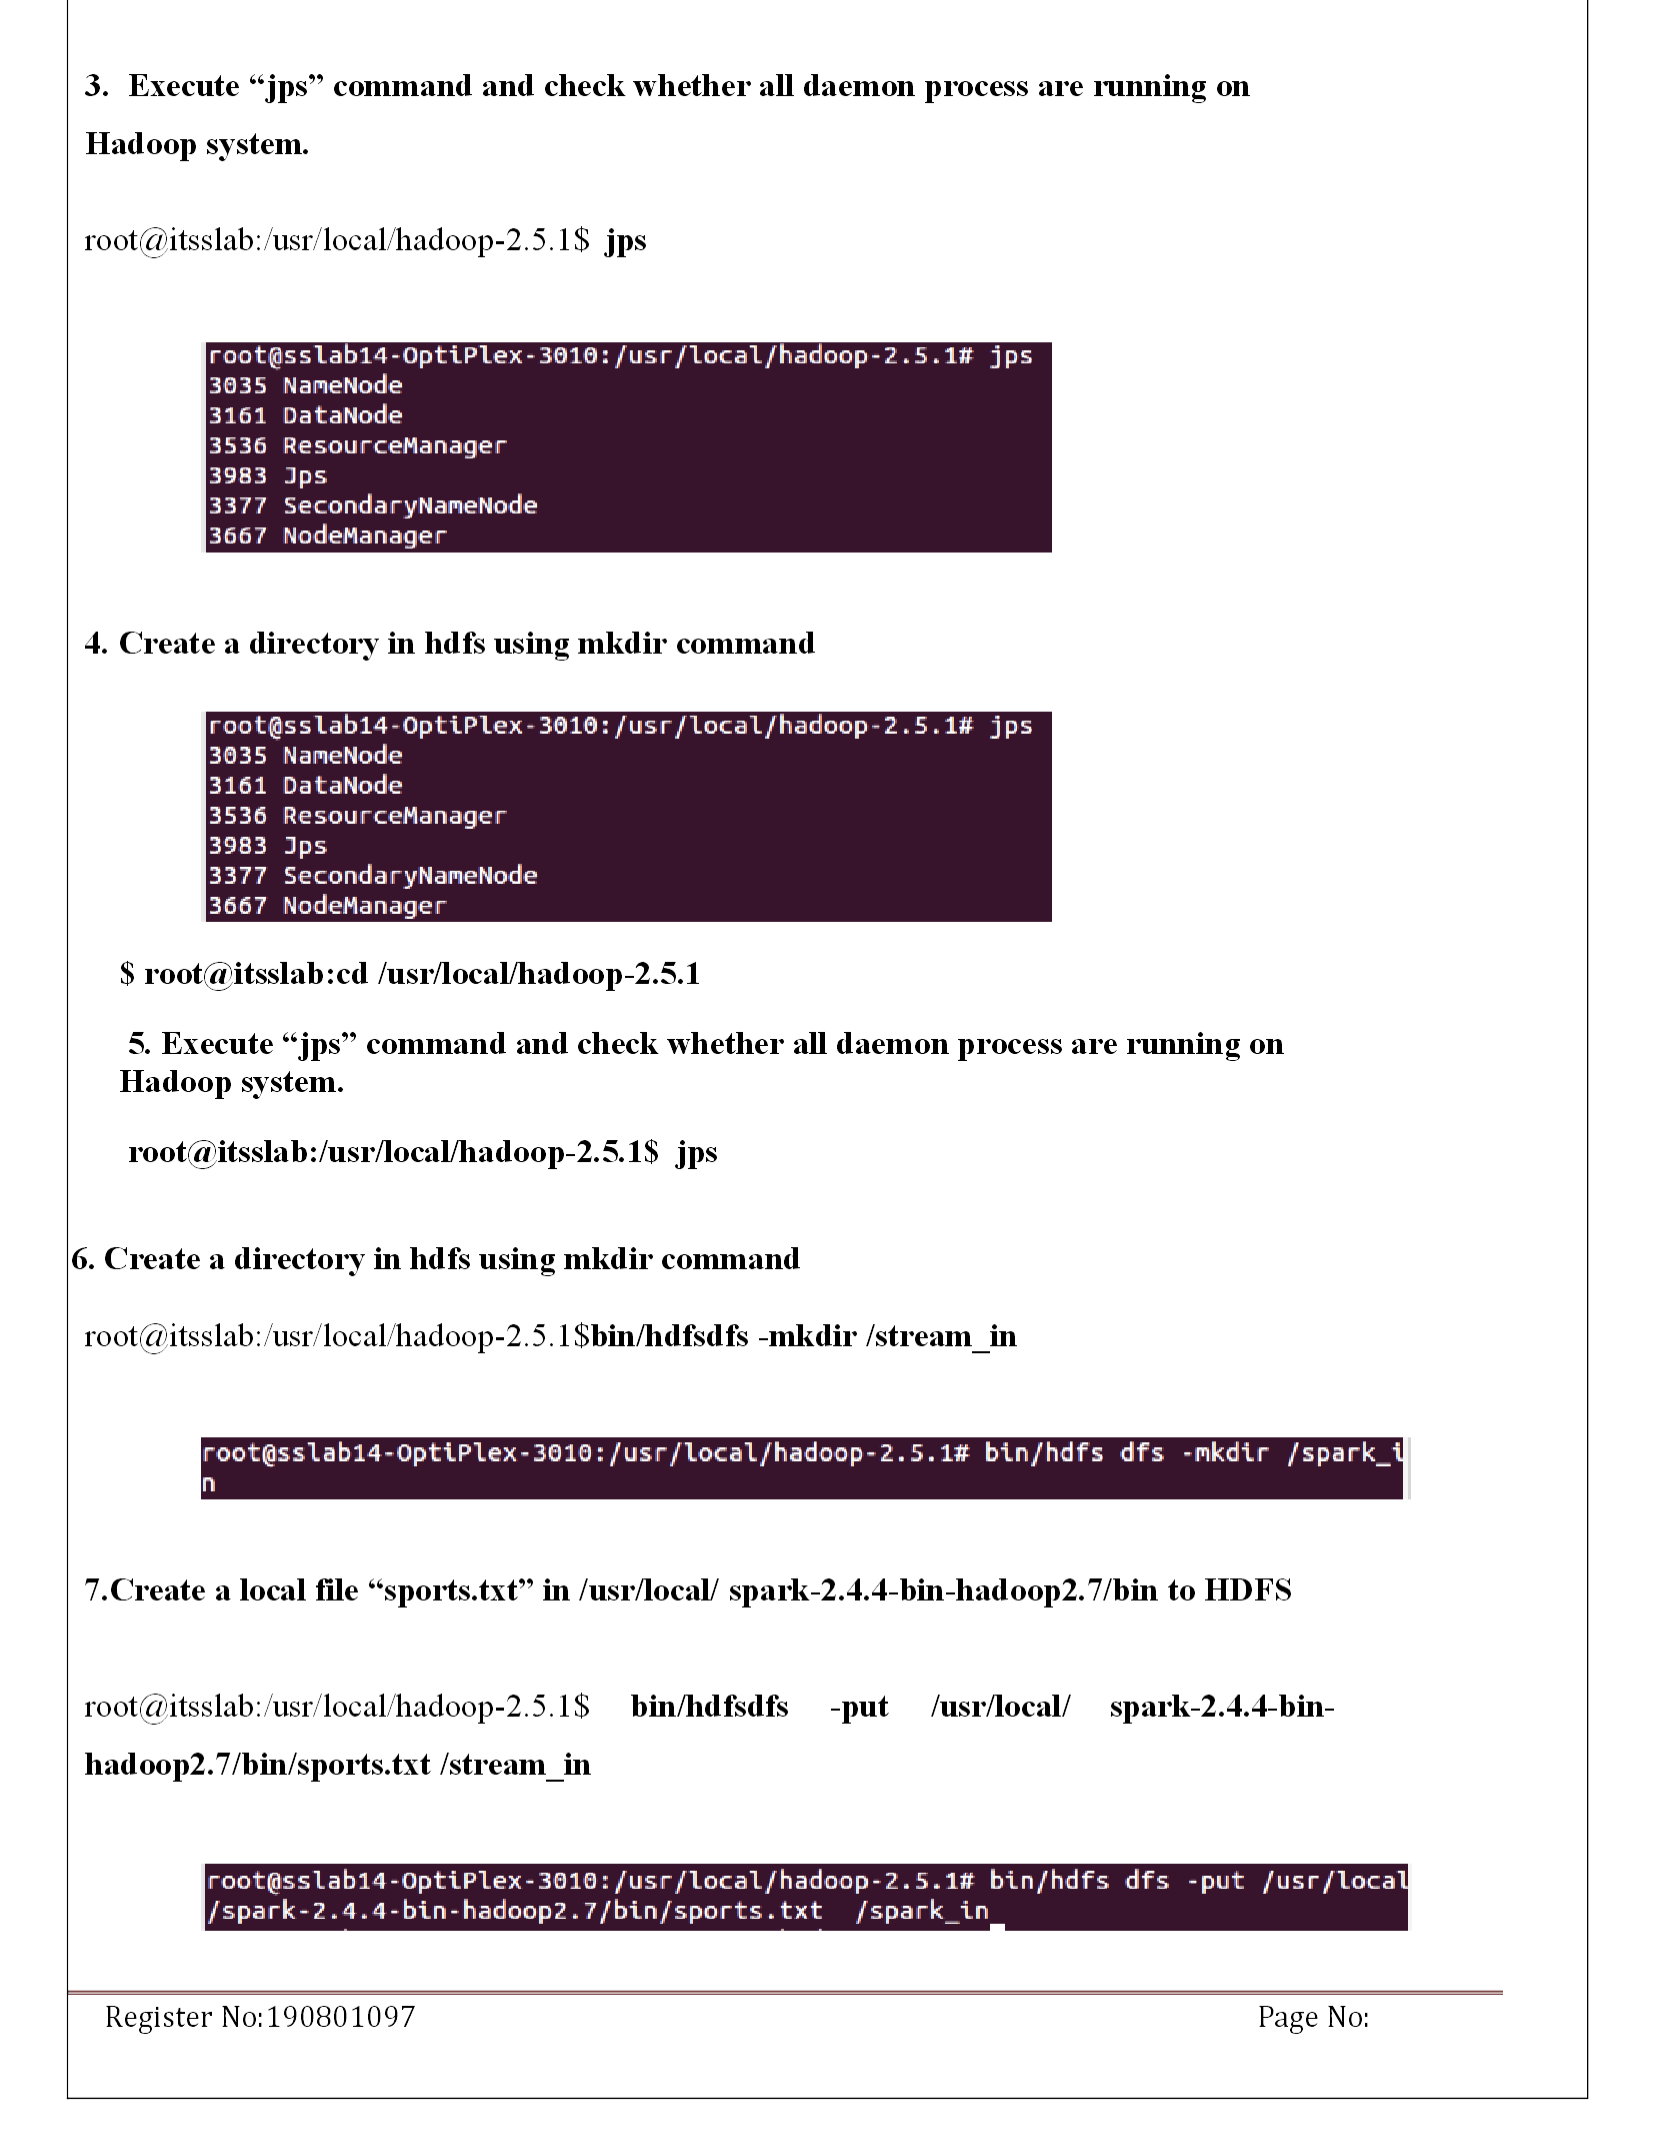 3. Execute “jps” command and check whether all daemon process are running on
Hadoop system.
root@itsslab:/usr/local/hadoop-2.5.1$ jps
root@sslab14-OptiPlex-3010:/usr/local/hadoop-2.5.1# jps
3035 NameNode
3161 DataNode
3536 ResourceManager
3983 Jps
3377 SecondaryNameNode
3667 NodeManager
4. Create a directory in hdfs using mkdir command
root@sslab14-OptiPlex-3010:/usr/local/hadoop-2.5.1# jps
3035 NameNode
3161 DataNode
3536 ResourceManager
3983 Jps
3377 SecondaryNameNode
3667 NodeManager
$ root@itsslab:cd /usr/local/hadoop-2.5.1
5. Execute “jps” command and check whether all daemon process are running on
Hadoop system.
root@itsslab:/usr/local/hadoop-2.5.1$ jps
6. Create a directory in hdfs using mkdir command
root@itsslab:/usr/local/hadoop-2.5.1$bin/hdfsdfs -mkdir /stream_in
root@sslab14-OptiPlex-3010:/usr/local/hadoop-2.5.1# bin/hdfs dfs -mkdir /spark_i
n
7.Create a local file “sports.txt” in /usr/local/ spark-2.4.4-bin-hadoop2.7/bin to HDFS
root@itsslab:/usr/local/hadoop-2.5.1$ bin/hdfsdfs -put /usr/local/ spark-2.4.4-bin-
hadoop2.7/bin/sports.txt /stream_in
root@sslab14-OptiPlex-3010:/usr/local/hadoop-2.5.1# bin/hdfs dfs -put /usr/local
/spark-2.4.4-bin-hadoop2.7/bin/sports.txt /spark_in
Register No:190801097 Page No: